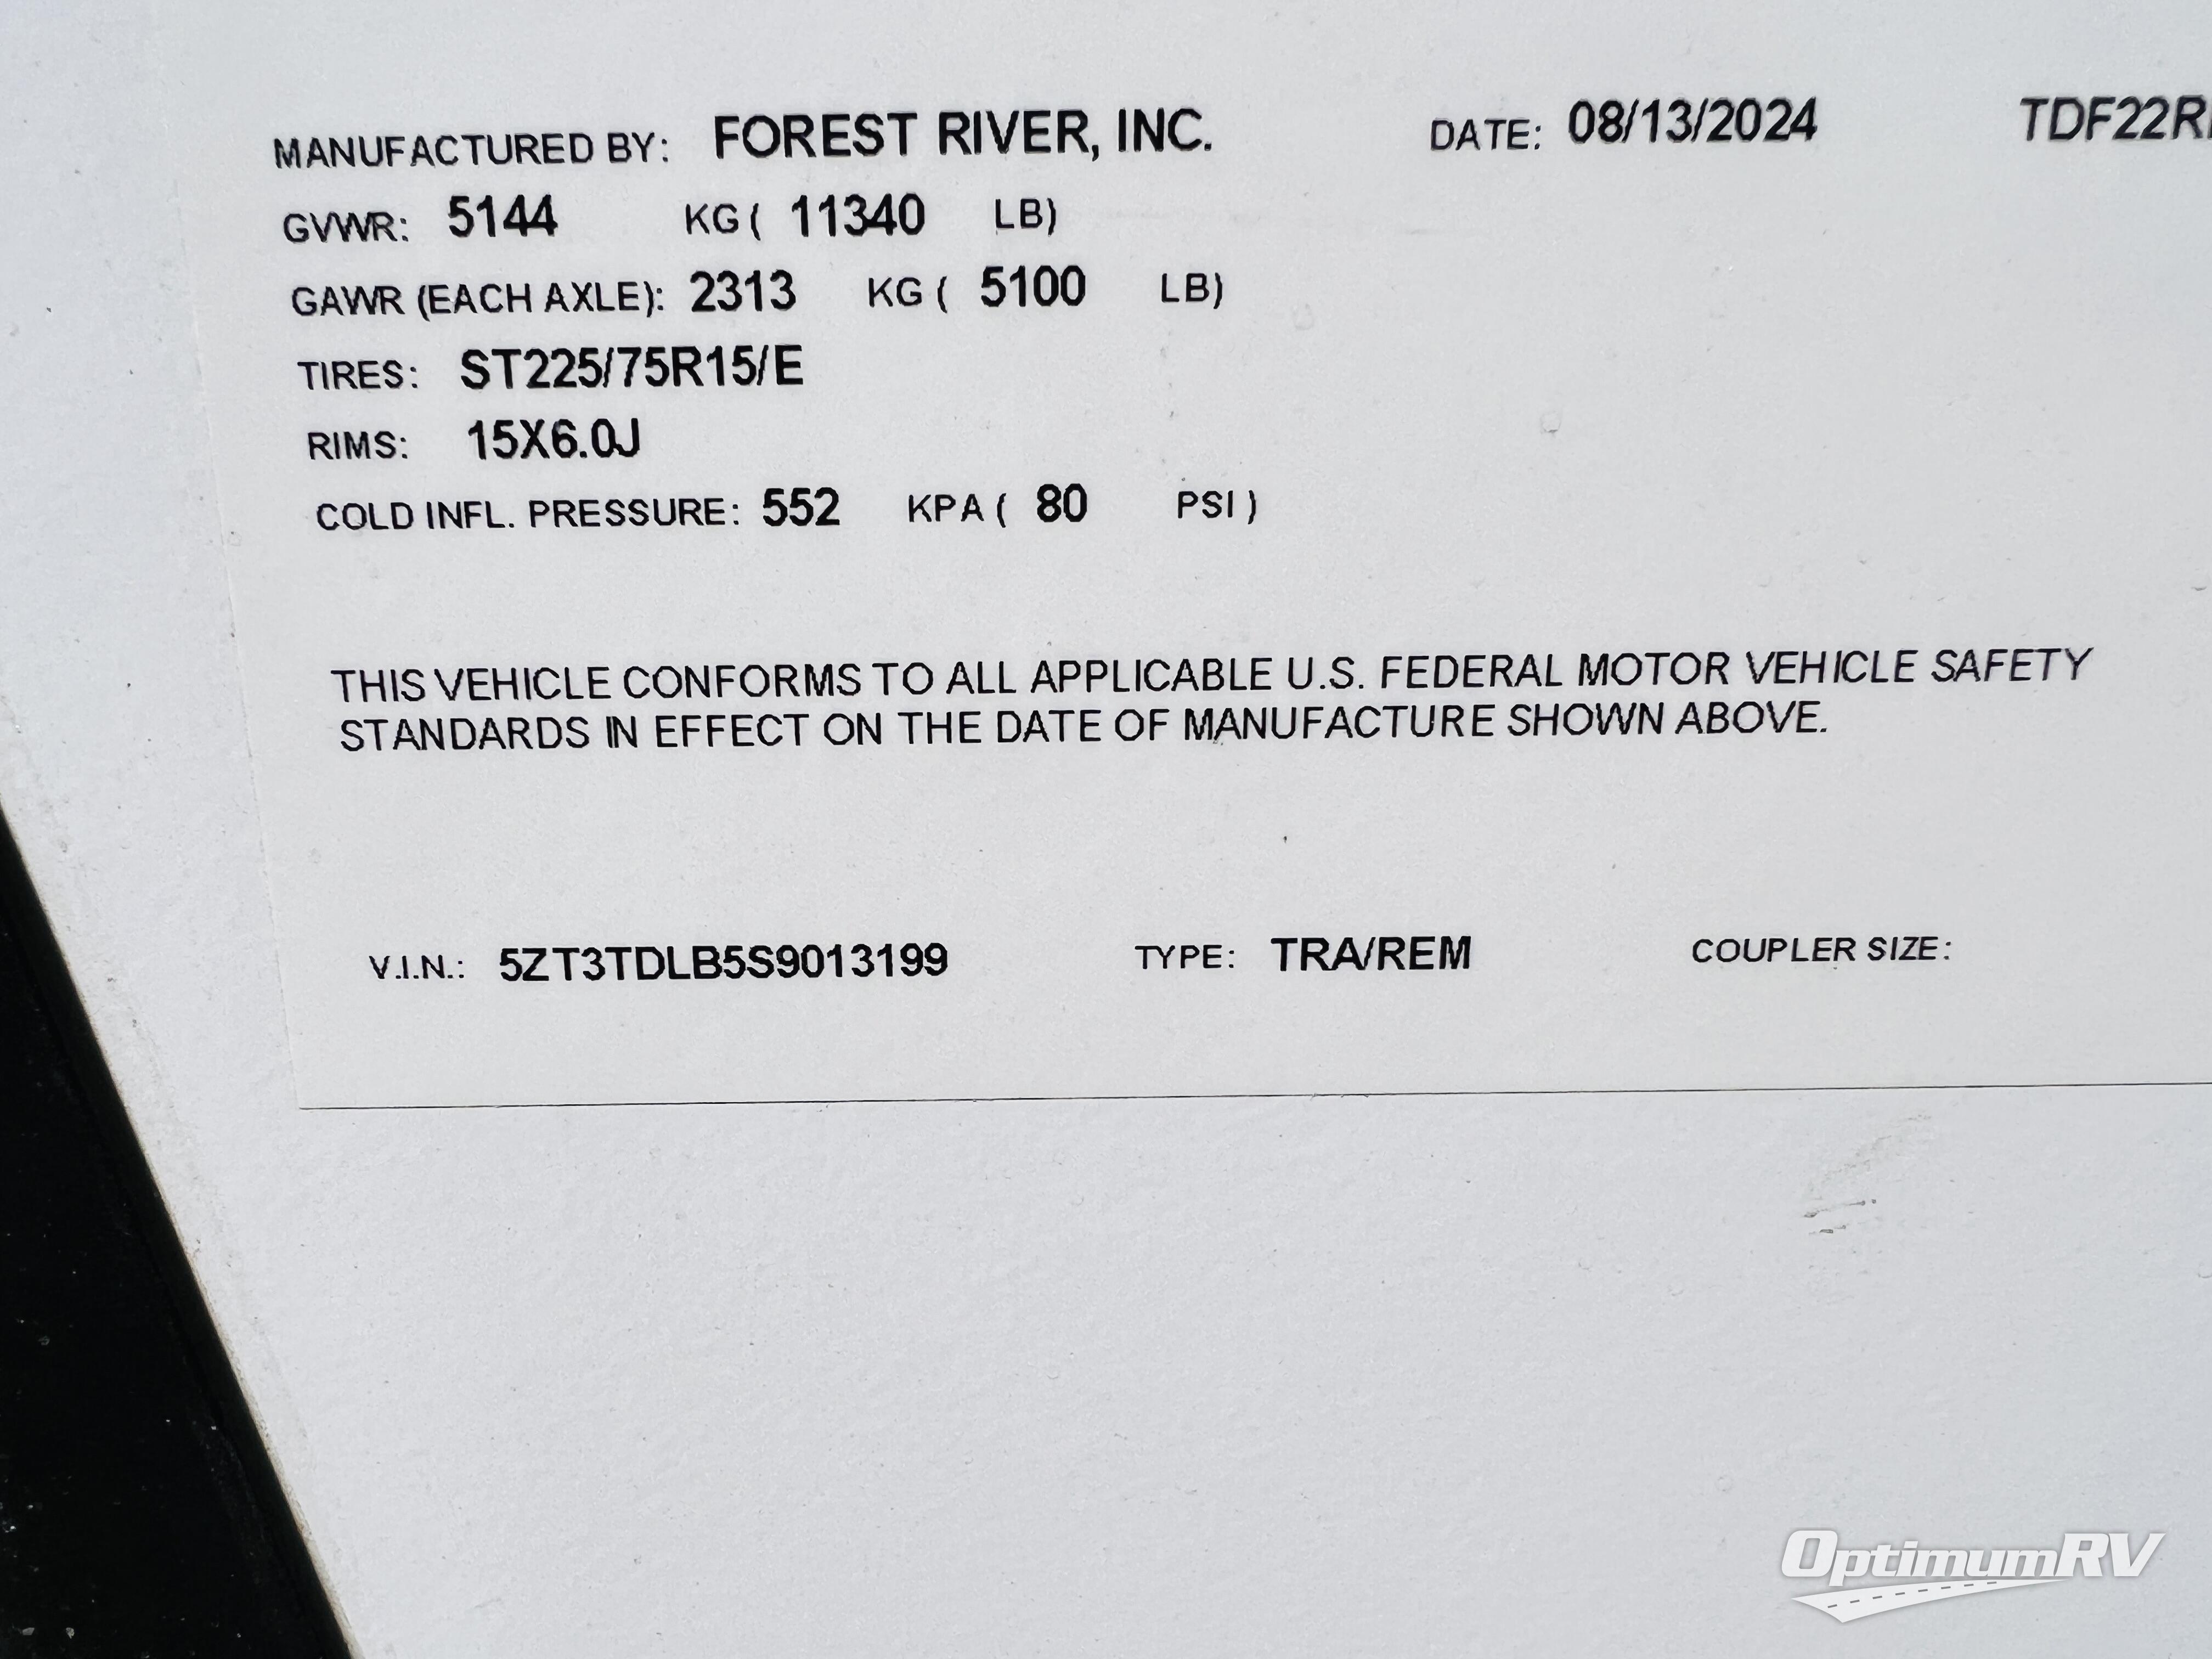 MANUFACTURED BY: FOREST RIVER, INC. DATE: 08/13/2024 TDF22R
GVWR: 5144 KG ( 11340 LB)
GAWR (EACH AXLE): 2313 KG ( 5100 LB)
TIRES: ST225/75R15/E
RIMS: 15X6.0J
COLD INFL. PRESSURE: 552 KPA ( 80 PSI )
THIS VEHICLE CONFORMS TO ALL APPLICABLE U.S. FEDERAL MOTOR VEHICLE SAFETY
STANDARDS IN EFFECT ON THE DATE OF MANUFACTURE SHOWN ABOVE.
V.I.N.: 5ZT3TDLB5S9013199 TYPE: TRA/REM COUPLER SIZE:
OptimumRV